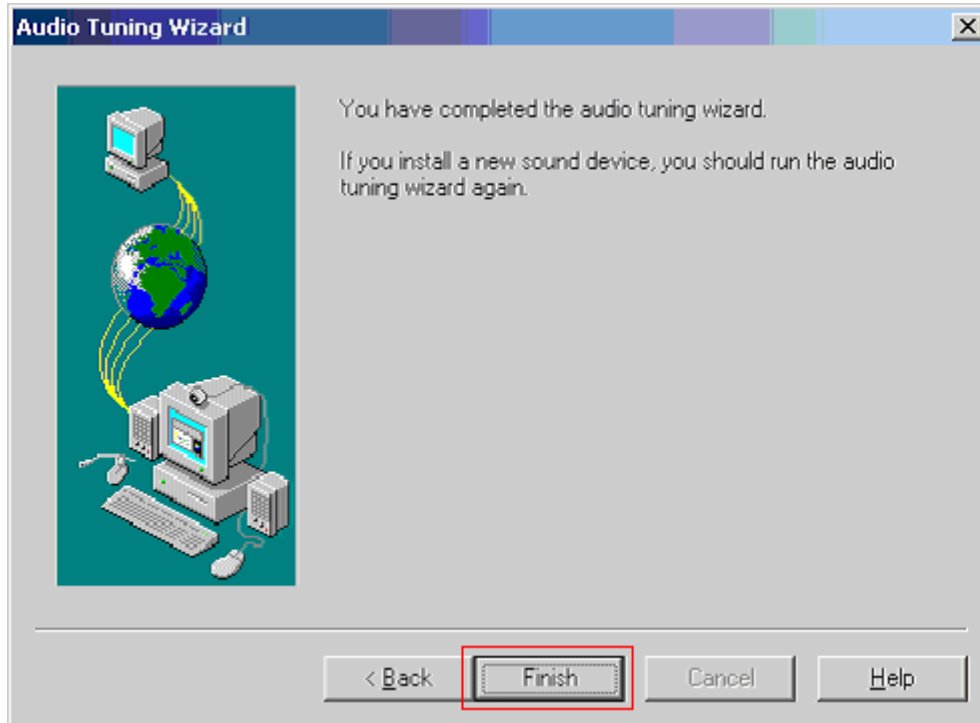 Audio Tuning Wizard
You have completed the audio tuning wizard.
If you install a new sound device, you should run the audio
tuning wizard again.
< Back
Finish
Cancel
Help